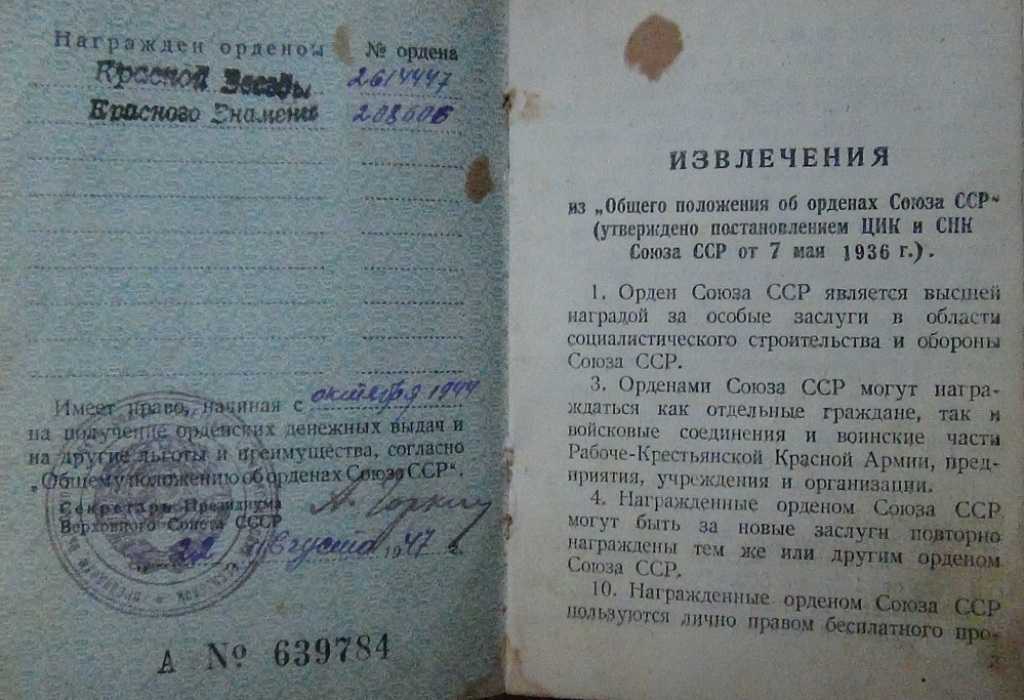 Награжден орденом № ордена
Красной Звезды 2614447
Красного Знамени 208606
Имеет право, начиная с октября 1944
на получение орденских денежных выдач и
на другие льготы и преимущества, согласно
„Общему положению об орденах Союза ССР“.
Секретарь Президиума
Верховного Совета СССР
А Горкин
22 августа 1947 г.
А № 639784
ИЗВЛЕЧЕНИЯ
из „Общего положения об орденах Союза ССР“
(утверждено постановлением ЦИК и СНК
Союза ССР от 7 мая 1936 г.).
1. Орден Союза ССР является высшей
наградой за особые заслуги в области
социалистического строительства и обороны
Союза ССР.
3. Орденами Союза ССР могут награ-
ждаться как отдельные граждане, так и
войсковые соединения и воинские части
Рабоче-Крестьянской Красной Армии, пред-
приятия, учреждения и организации.
4. Награжденные орденом Союза ССР
могут быть за новые заслуги повторно
награждены тем же или другим орденом
Союза ССР.
10. Награжденные орденом Союза ССР
пользуются лично правом бесплатного про-
2